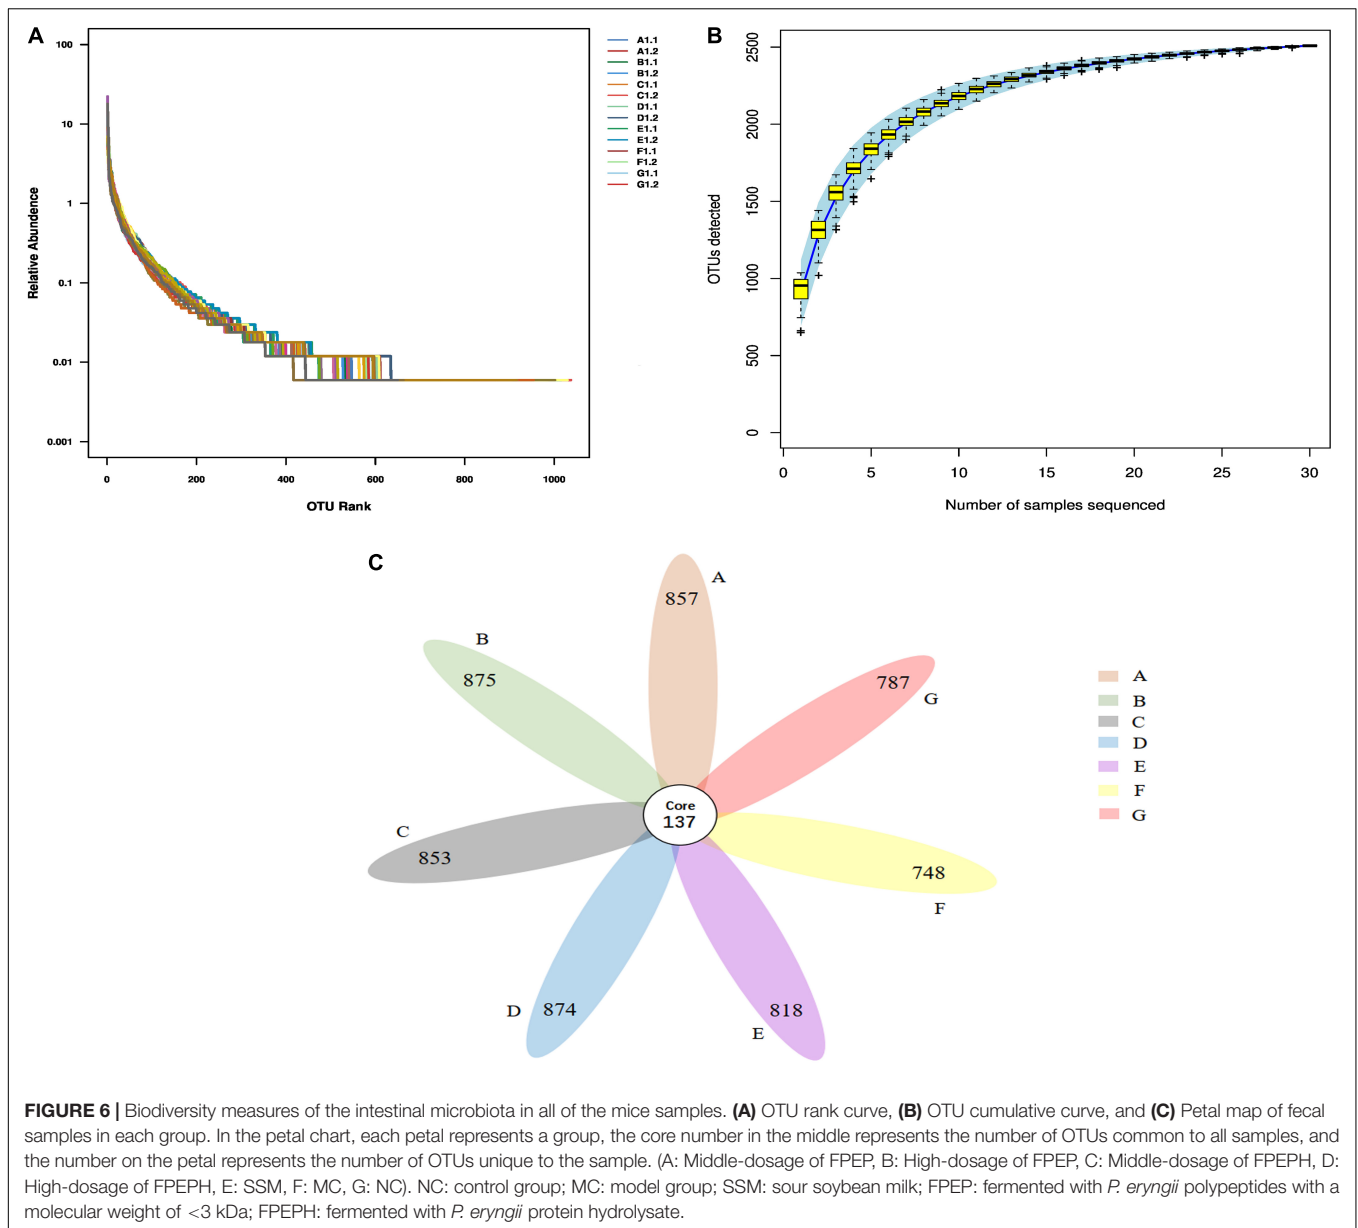 A
100
10
1
0.1
0.01
0.001
Relative Abundance
0 200 400 600 800 1000
OTU Rank
A1.1
A1.2
B1.1
B1.2
C1.1
C1.2
D1.1
D1.2
E1.1
E1.2
F1.1
F1.2
G1.1
G1.2
B
2500
2000
1500
1000
500
0
OTUs detected
0 5 10 15 20 25 30
Number of samples sequenced
C
A
857
B
875
787
G
Core
137
C
853
748
F
D
874
818
E
A
B
C
D
E
F
G
FIGURE 6 | Biodiversity measures of the intestinal microbiota in all of the mice samples. (A) OTU rank curve, (B) OTU cumulative curve, and (C) Petal map of fecal
samples in each group. In the petal chart, each petal represents a group, the core number in the middle represents the number of OTUs common to all samples, and
the number on the petal represents the number of OTUs unique to the sample. (A: Middle-dosage of FPEP, B: High-dosage of FPEP, C: Middle-dosage of FPEPH, D:
High-dosage of FPEPH, E: SSM, F: MC, G: NC). NC: control group; MC: model group; SSM: sour soybean milk; FPEP: fermented with P. eryngii polypeptides with a
molecular weight of <3 kDa; FPEPH: fermented with P. eryngii protein hydrolysate.